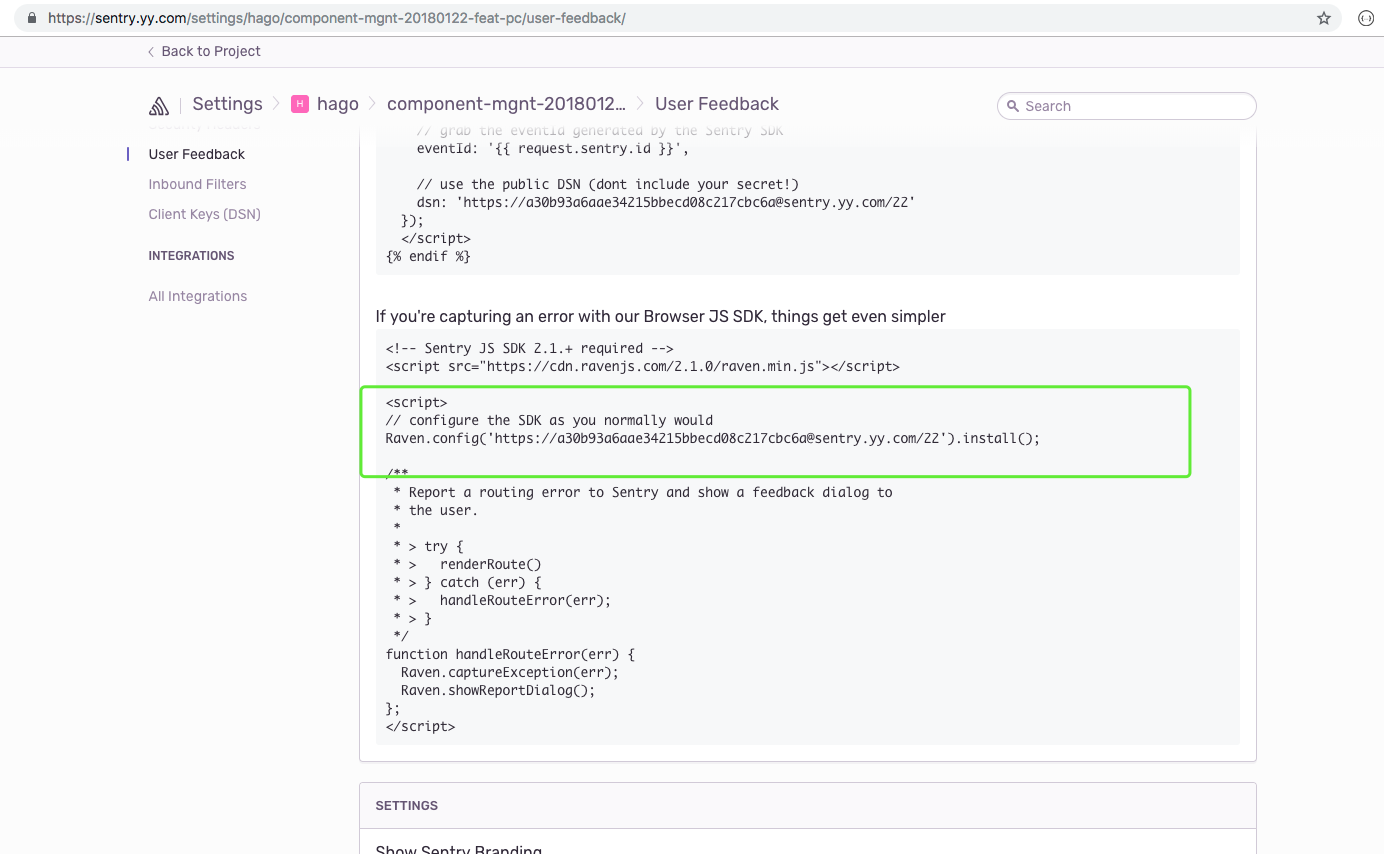 https://sentry.yy.com/settings/hago/component-mgnt-20180122-feat-pc/user-feedback/
Back to Project
Settings
H hago
component-mgnt-2018012...
User Feedback
Search
Security Headers
User Feedback
Inbound Filters
Client Keys (DSN)
INTEGRATIONS
All Integrations
// grab the eventId generated by the Sentry SDK
eventId: '{{ request.sentry.id }}',
// use the public DSN (dont include your secret!)
dsn: 'https://a30b93a6aae34215bbecd08c217cbc6a@sentry.yy.com/22'
});
</script>
{% endif %}
If you're capturing an error with our Browser JS SDK, things get even simpler
<!-- Sentry JS SDK 2.1.+ required -->
<script src="https://cdn.ravenjs.com/2.1.0/raven.min.js"></script>
<script>
// configure the SDK as you normally would
Raven.config('https://a30b93a6aae34215bbecd08c217cbc6a@sentry.yy.com/22').install();
/**
* Report a routing error to Sentry and show a feedback dialog to
* the user.
*
* > try {
* >   renderRoute()
* > } catch (err) {
* >   handleRouteError(err);
* > }
*/
function handleRouteError(err) {
Raven.captureException(err);
Raven.showReportDialog();
};
</script>
SETTINGS
Show Sentry Branding